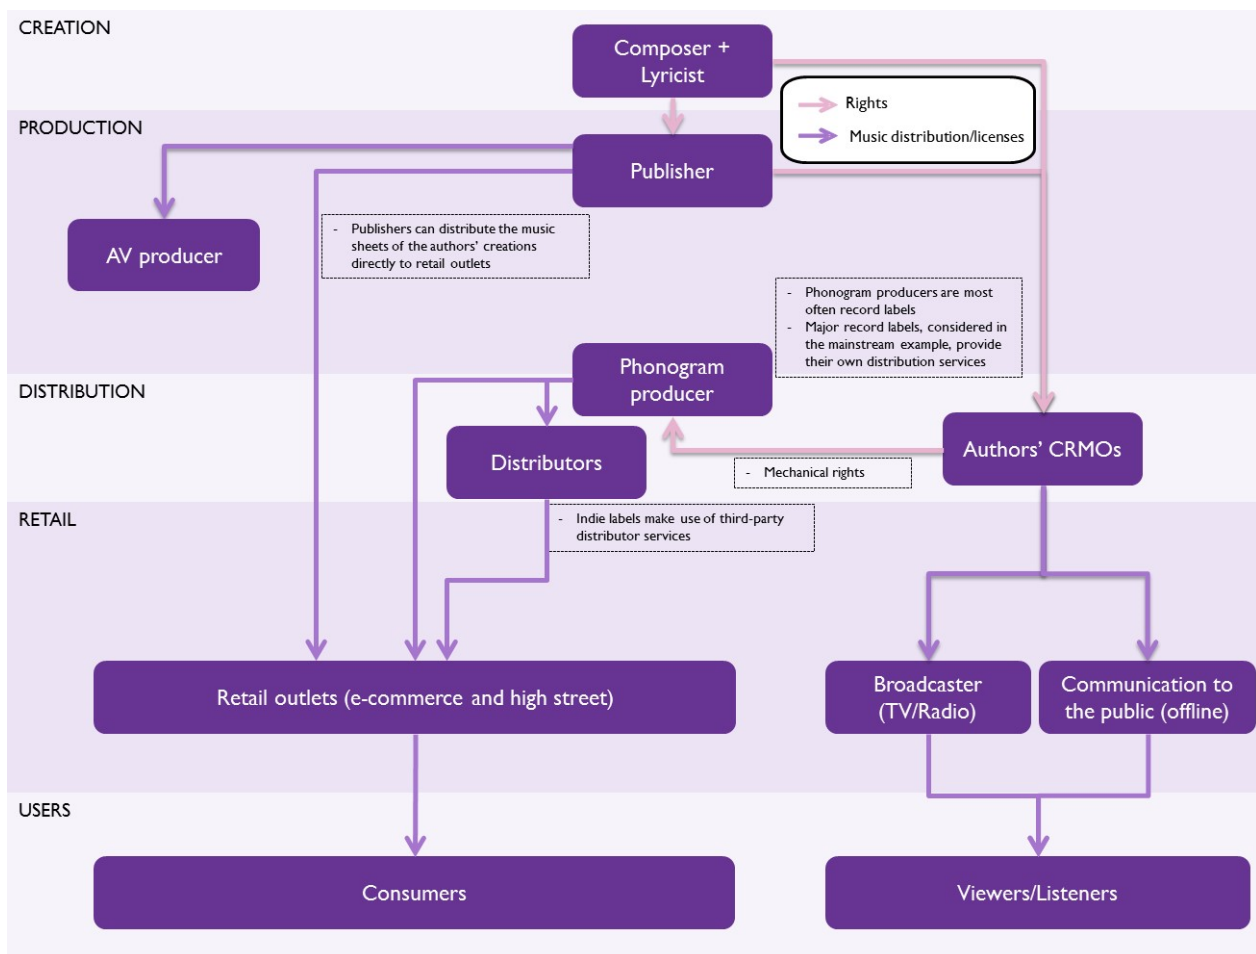 CREATION
Composer +
Lyricist
Rights
Music distribution/licenses
PRODUCTION
Publisher
AV producer
- Publishers can distribute the music
sheets of the authors' creations
directly to retail outlets
- Phonogram producers are most
often record labels
- Major record labels, considered in
the mainstream example, provide
their own distribution services
Phonogram
producer
DISTRIBUTION
Distributors
Authors' CRMOs
- Mechanical rights
RETAIL
- Indie labels make use of third-party
distributor services
Retail outlets (e-commerce and high street)
Broadcaster
(TV/Radio)
Communication to
the public (offline)
USERS
Consumers
Viewers/Listeners